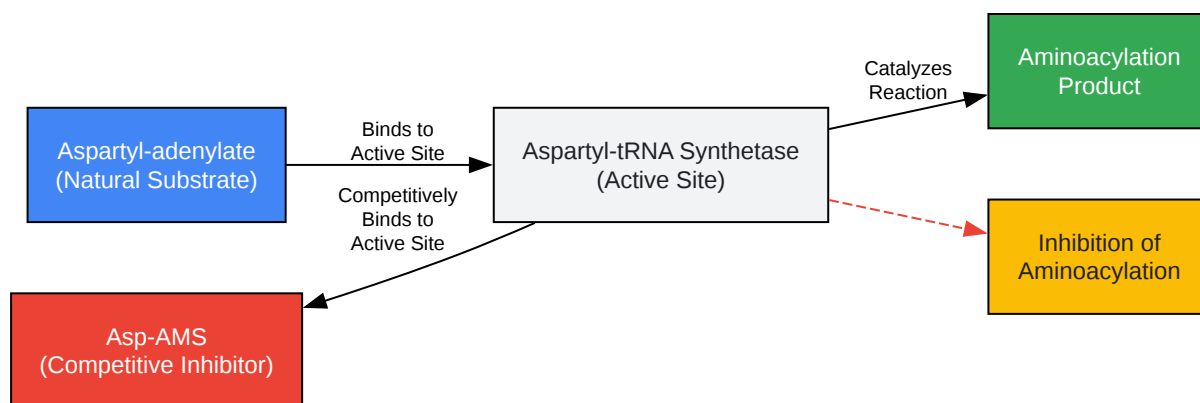 Aspartyl-adenylate
(Natural Substrate)
Binds to
Active Site
Competitively
Binds to
Active Site
Asp-AMS
(Competitive Inhibitor)
Aspartyl-tRNA Synthetase
(Active Site)
Catalyzes
Reaction
Aminoacylation
Product
Inhibition of
Aminoacylation